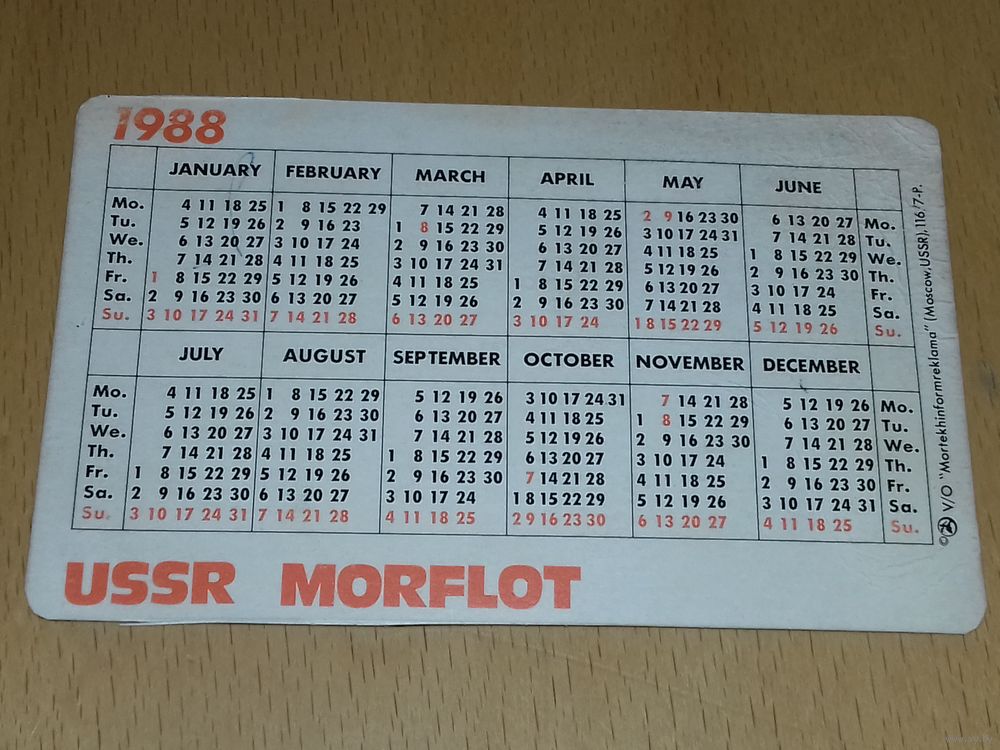 1988
JANUARY FEBRUARY MARCH APRIL MAY JUNE
Mo. 4 11 18 25 1 8 15 22 29 7 14 21 28 4 11 18 25 2 9 16 23 30 6 13 20 27 Mo.
Tu. 5 12 19 26 2 9 16 23 1 8 15 22 29 5 12 19 26 3 10 17 24 31 7 14 21 28 Tu.
We. 6 13 20 27 3 10 17 24 2 9 16 23 30 6 13 20 27 4 11 18 25 1 8 15 22 29 We.
Th. 7 14 21 28 4 11 18 25 3 10 17 24 31 7 14 21 28 5 12 19 26 2 9 16 23 30 Th.
Fr. 1 8 15 22 29 5 12 19 26 4 11 18 25 1 8 15 22 29 6 13 20 27 3 10 17 24 Fr.
Sa. 2 9 16 23 30 6 13 20 27 5 12 19 26 2 9 16 23 30 7 14 21 28 4 11 18 25 Sa.
Su. 3 10 17 24 31 7 14 21 28 6 13 20 27 3 10 17 24 1 8 15 22 29 5 12 19 26 Su.
JULY AUGUST SEPTEMBER OCTOBER NOVEMBER DECEMBER
Mo. 4 11 18 25 1 8 15 22 29 5 12 19 26 3 10 17 24 31 7 14 21 28 5 12 19 26 Mo.
Tu. 5 12 19 26 2 9 16 23 30 6 13 20 27 4 11 18 25 1 8 15 22 29 6 13 20 27 Tu.
We. 6 13 20 27 3 10 17 24 31 7 14 21 28 5 12 19 26 2 9 16 23 30 7 14 21 28 We.
Th. 7 14 21 28 4 11 18 25 1 8 15 22 29 6 13 20 27 3 10 17 24 1 8 15 22 29 Th.
Fr. 1 8 15 22 29 5 12 19 26 2 9 16 23 30 7 14 21 28 4 11 18 25 2 9 16 23 30 Fr.
Sa. 2 9 16 23 30 6 13 20 27 3 10 17 24 1 8 15 22 29 5 12 19 26 3 10 17 24 31 Sa.
Su. 3 10 17 24 31 7 14 21 28 4 11 18 25 2 9 16 23 30 6 13 20 27 4 11 18 25 Su.
© V/O "Mortekhinformreklama" (Moscow, USSR), 116/7-P.
USSR MORFLOT